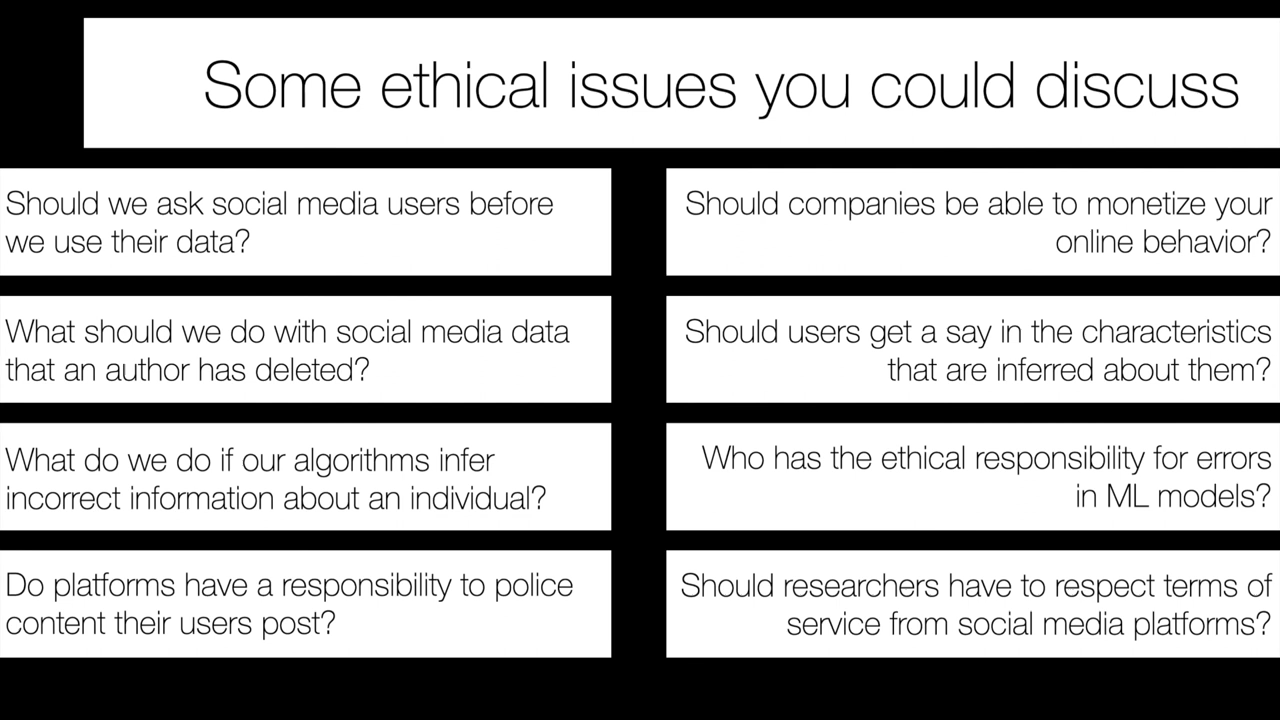 Some ethical issues you could discuss
Should we ask social media users before
we use their data?
Should companies be able to monetize your
online behavior?
What should we do with social media data
that an author has deleted?
Should users get a say in the characteristics
that are inferred about them?
What do we do if our algorithms infer
incorrect information about an individual?
Who has the ethical responsibility for errors
in ML models?
Do platforms have a responsibility to police
content their users post?
Should researchers have to respect terms of
service from social media platforms?